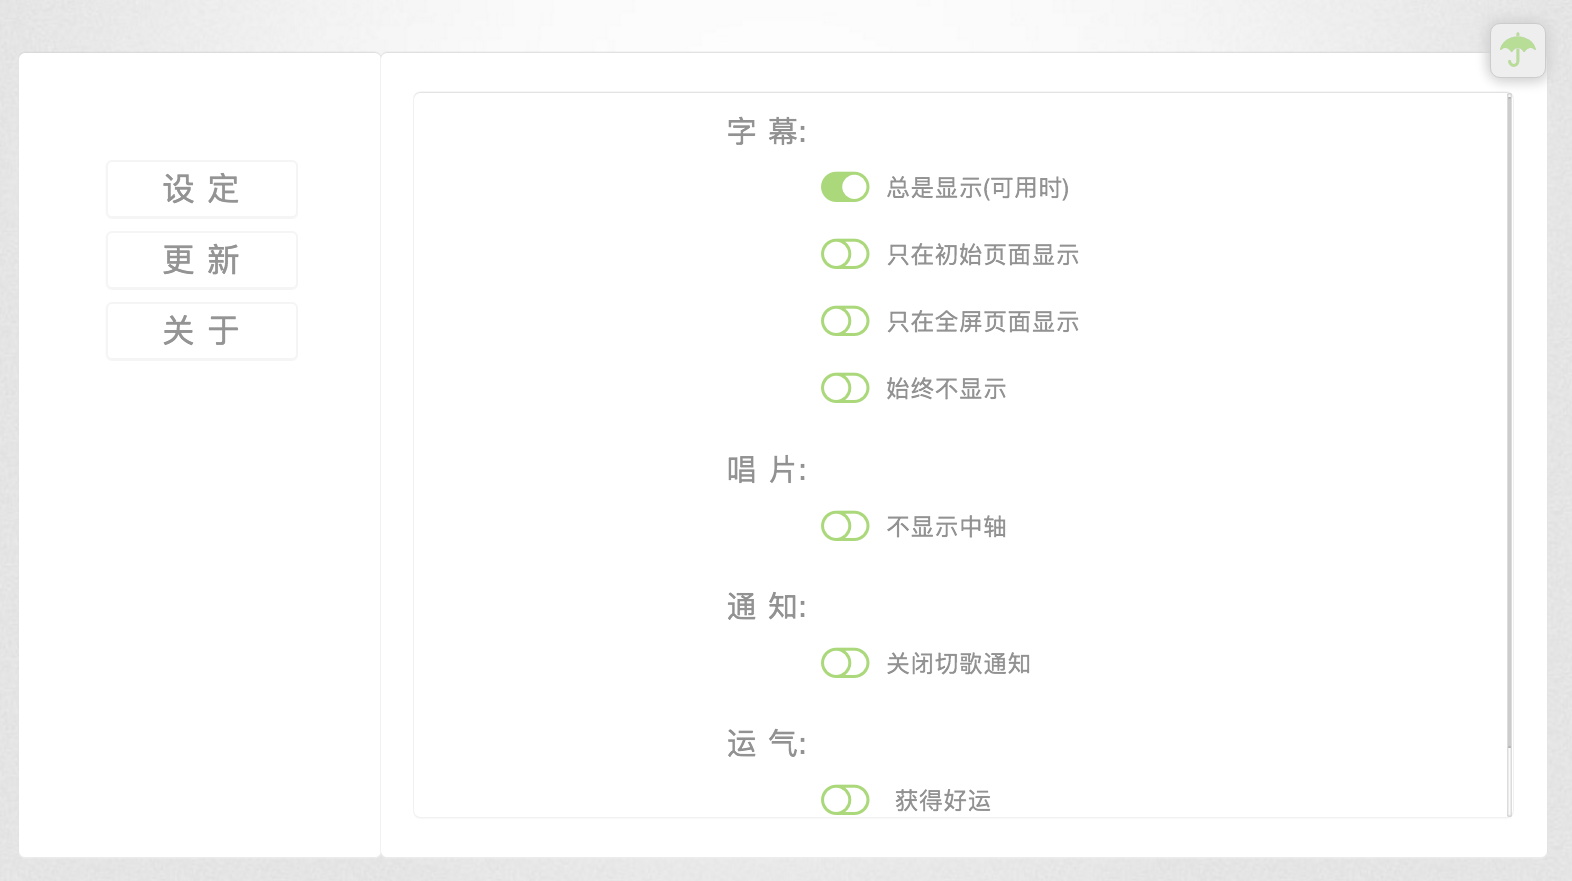 设 定
更 新
关 于
字 幕:
总是显示(可用时)
只在初始页面显示
只在全屏页面显示
始终不显示
唱 片:
不显示中轴
通 知:
关闭切歌通知
运 气:
获得好运